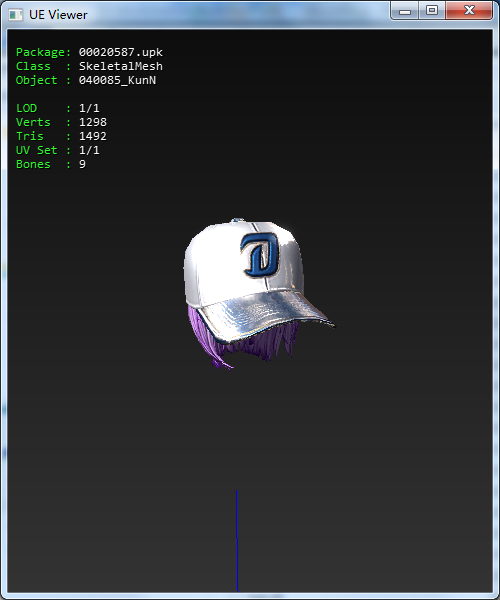 UE Viewer
Package: 00020587.upk
Class  : SkeletalMesh
Object : 040085_KunN
LOD    : 1/1
Verts  : 1298
Tris   : 1492
UV Set : 1/1
Bones  : 9
D